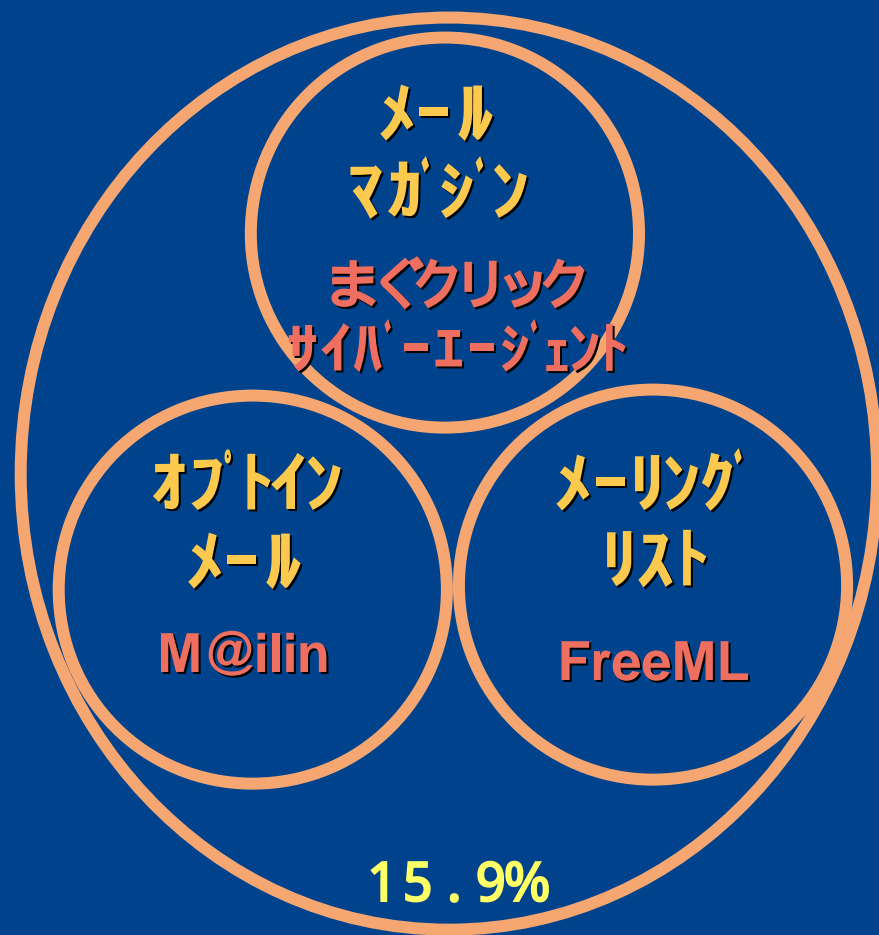 メール
マガジン
まぐクリック
サイバーエージェント
オプトイン
メール
M@ilin
メーリング
リスト
FreeML
15.9%